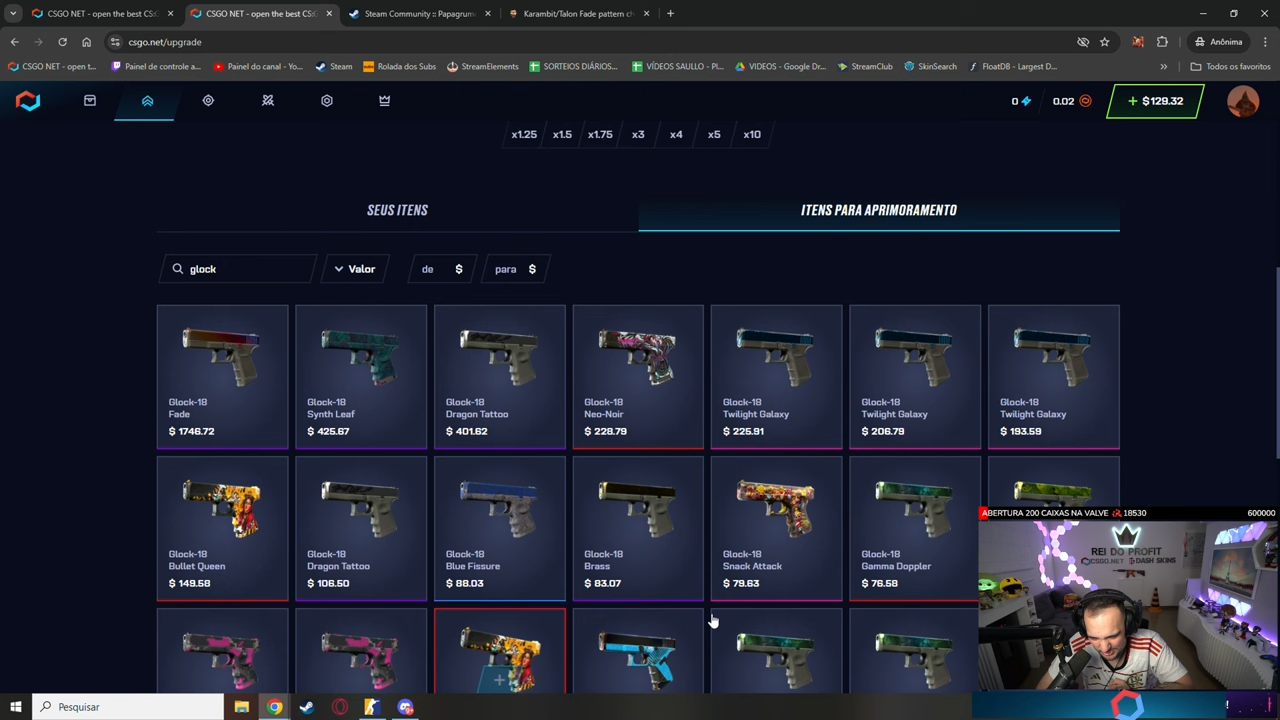 CSGO NET - open the best CS:G
CSGO NET - open the best CS:G
Steam Community :: Papagrum
Karambit/Talon Fade pattern ch
csgo.net/upgrade
Anônima
CSGO NET - open t...
Painel de controle a...
Painel do canal - Yo...
Steam
Rolada dos Subs
StreamElements
SORTEIOS DIÁRIOS...
VÍDEOS SAULLO - Pl...
VIDEOS - Google Dr...
StreamClub
SkinSearch
FloatDB - Largest D...
Todos os favoritos
0
0.02
+ $129.32
x1.25
x1.5
x1.75
x3
x4
x5
x10
SEUS ITENS
ITENS PARA APRIMORAMENTO
glock
Valor
de $
para $
Glock-18
Fade
$ 1746.72
Glock-18
Synth Leaf
$ 425.67
Glock-18
Dragon Tattoo
$ 401.62
Glock-18
Neo-Noir
$ 228.79
Glock-18
Twilight Galaxy
$ 225.91
Glock-18
Twilight Galaxy
$ 206.79
Glock-18
Twilight Galaxy
$ 193.59
Glock-18
Bullet Queen
$ 149.58
Glock-18
Dragon Tattoo
$ 106.50
Glock-18
Blue Fissure
$ 88.03
Glock-18
Brass
$ 83.07
Glock-18
Snack Attack
$ 79.63
Glock-18
Gamma Doppler
$ 76.58
ABERTURA 200 CAIXAS NA VALVE 18530 600000
REI DO PROFIT
CSGO.NET DASH SKINS
Pesquisar